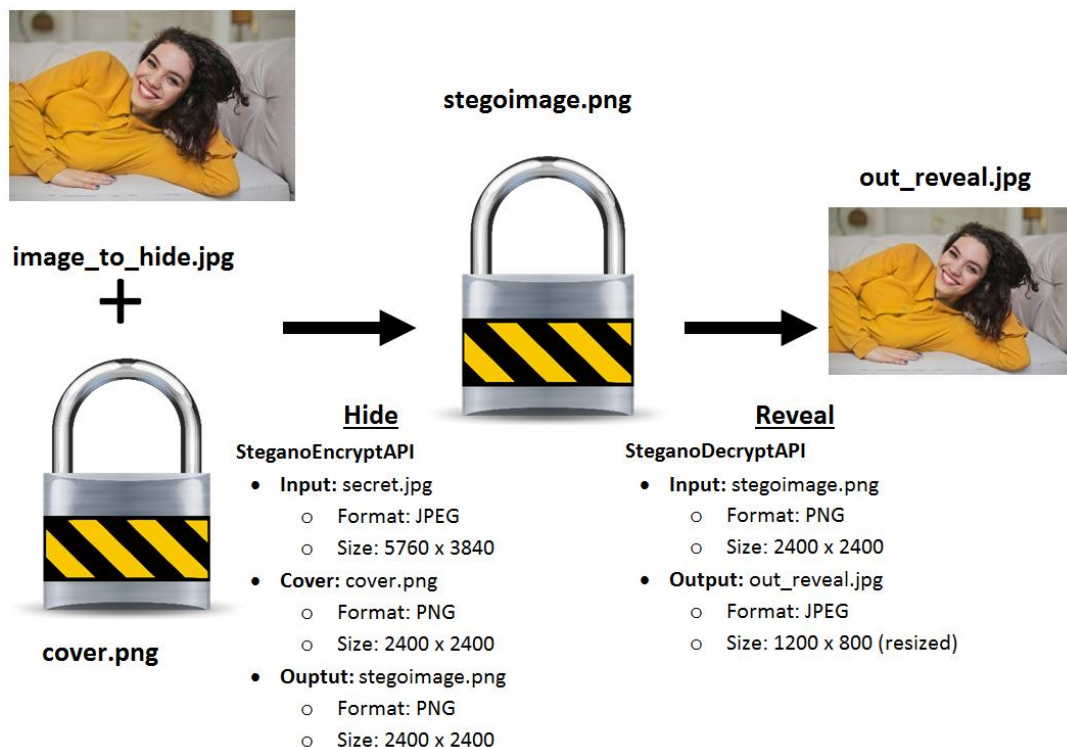 stegoimage.png
out_reveal.jpg
image_to_hide.jpg
+
cover.png
Hide
SteganoEncryptAPI
• Input: secret.jpg
o Format: JPEG
o Size: 5760 x 3840
• Cover: cover.png
o Format: PNG
o Size: 2400 x 2400
• Ouptut: stegoimage.png
o Format: PNG
o Size: 2400 x 2400
Reveal
SteganoDecryptAPI
• Input: stegoimage.png
o Format: PNG
o Size: 2400 x 2400
• Output: out_reveal.jpg
o Format: JPEG
o Size: 1200 x 800 (resized)